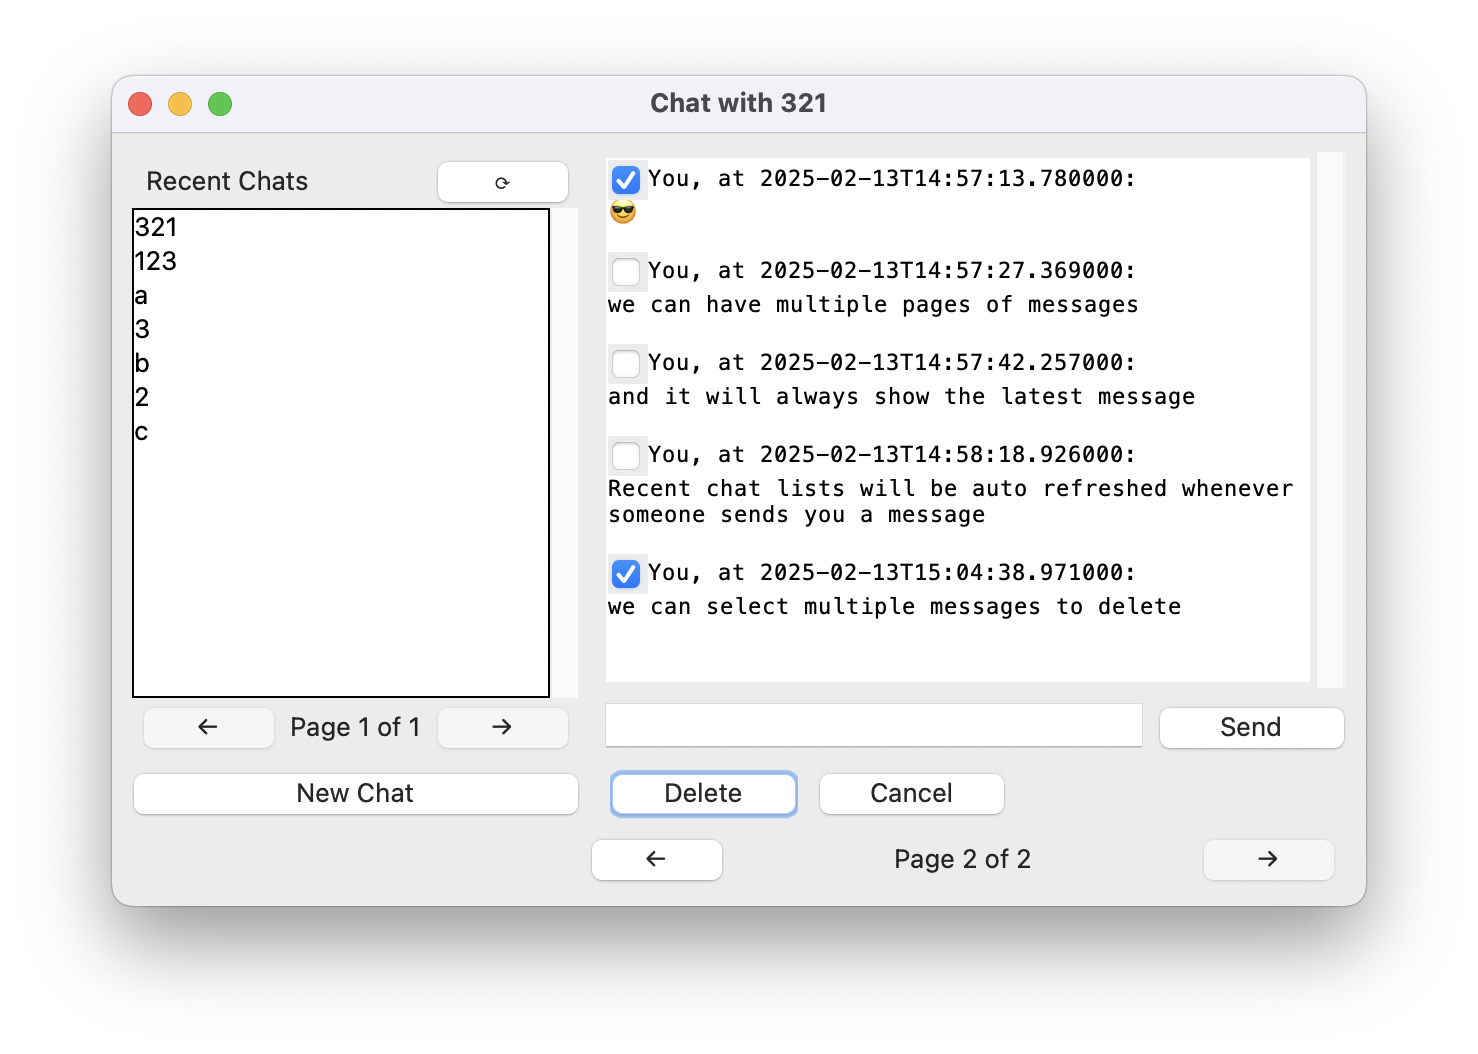 Chat with 321
Recent Chats
⟳
321
123
a
3
b
2
c
← Page 1 of 1 →
New Chat
You, at 2025-02-13T14:57:13.780000:
😎
You, at 2025-02-13T14:57:27.369000:
we can have multiple pages of messages
You, at 2025-02-13T14:57:42.257000:
and it will always show the latest message
You, at 2025-02-13T14:58:18.926000:
Recent chat lists will be auto refreshed whenever
someone sends you a message
You, at 2025-02-13T15:04:38.971000:
we can select multiple messages to delete
Send
Delete Cancel
← Page 2 of 2 →